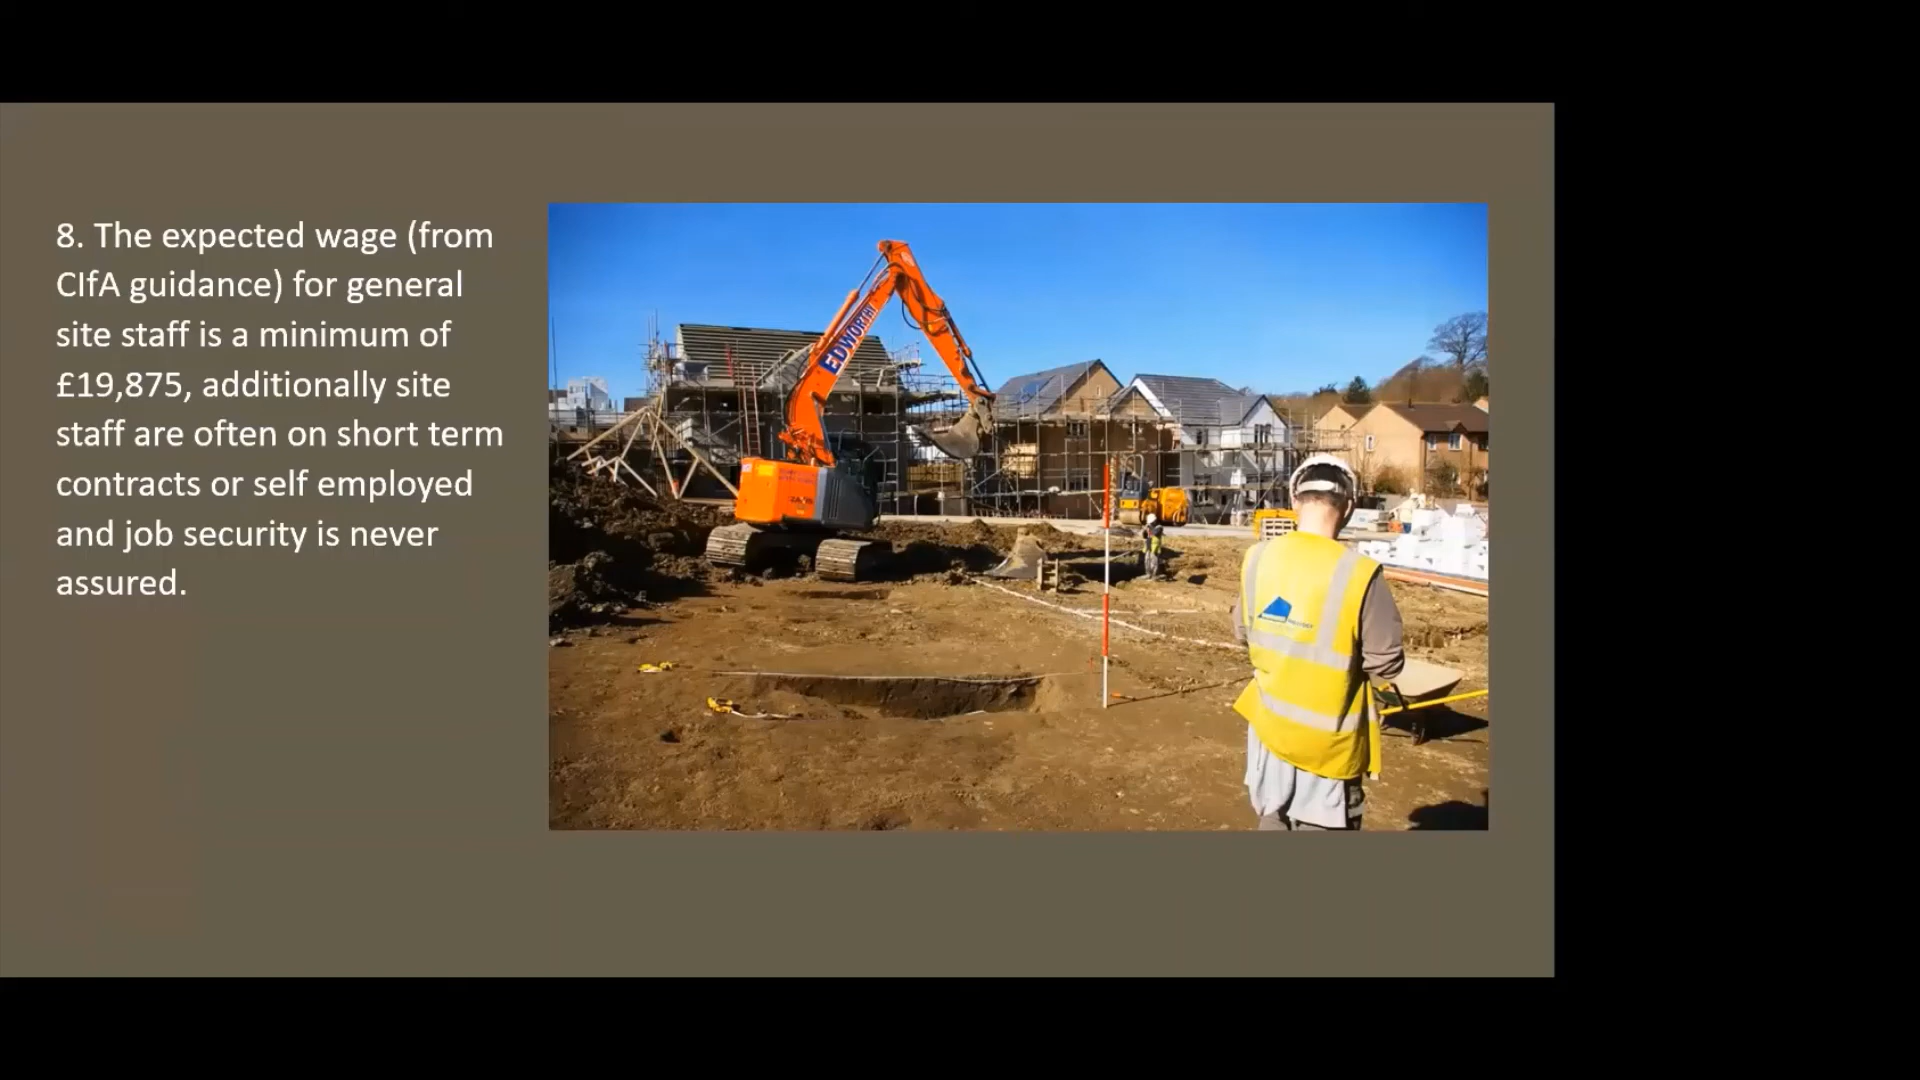 8. The expected wage (from
CIfA guidance) for general
site staff is a minimum of
£19,875, additionally site
staff are often on short term
contracts or self employed
and job security is never
assured.
EDWORTHY